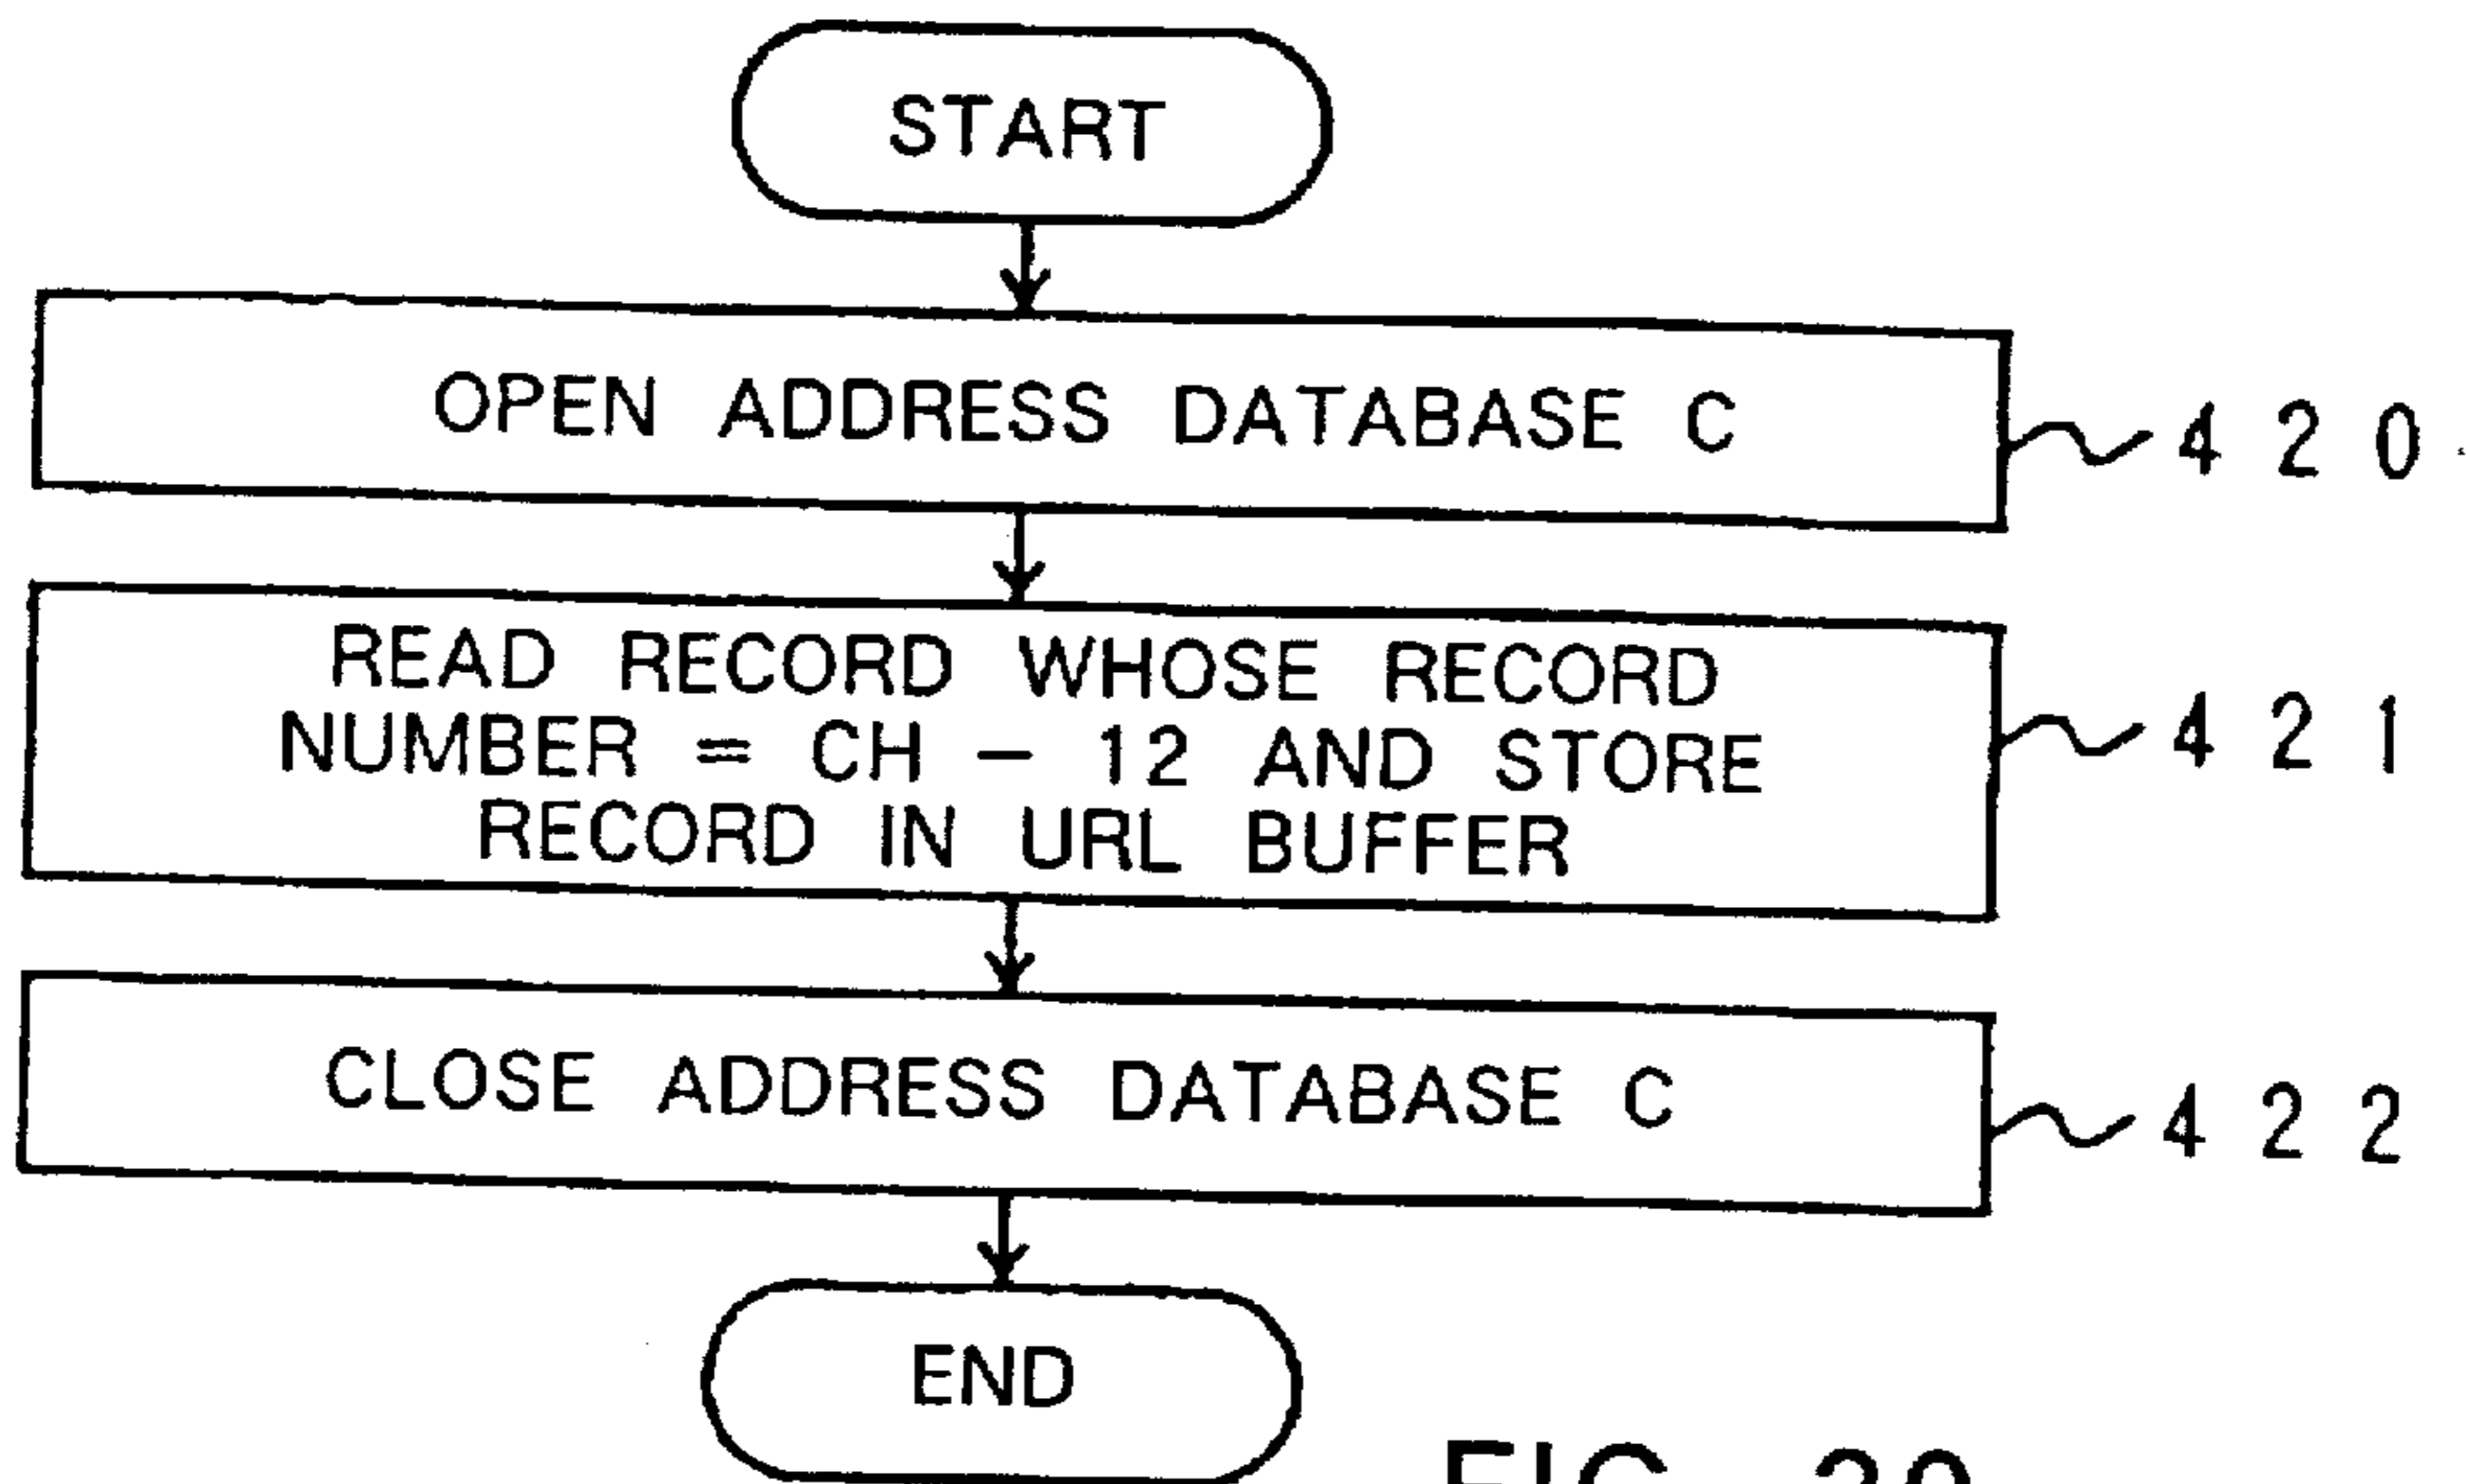 START
OPEN ADDRESS DATABASE C
420
READ RECORD WHOSE RECORD
NUMBER = CH - 12 AND STORE
RECORD IN URL BUFFER
421
CLOSE ADDRESS DATABASE C
422
END
FIG.